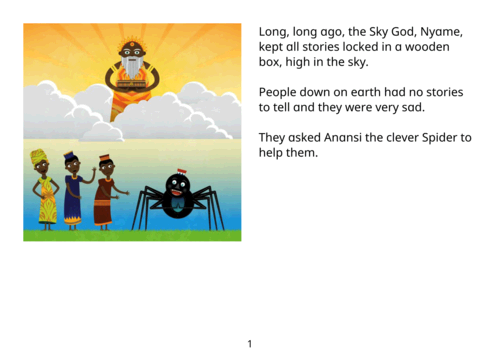 Long, long ago, the Sky God, Nyame,
kept all stories locked in a wooden
box, high in the sky.
People down on earth had no stories
to tell and they were very sad.
They asked Anansi the clever Spider to
help them.
1